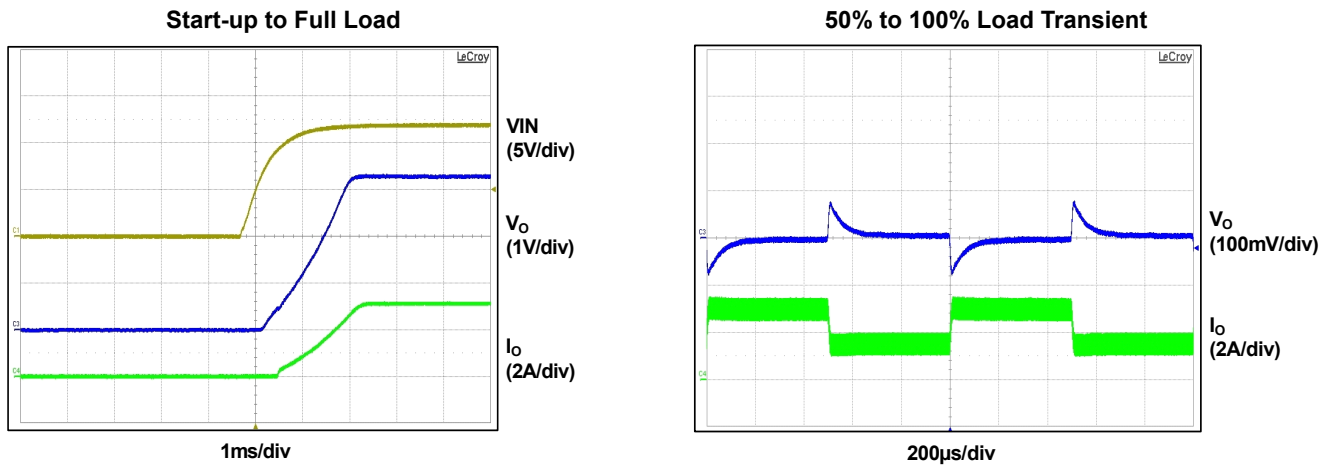 Start-up to Full Load
LeCroy
C1
C3
C4
VIN
(5V/div)
VO
(1V/div)
IO
(2A/div)
1ms/div
50% to 100% Load Transient
LeCroy
C3
C4
VO
(100mV/div)
IO
(2A/div)
200µs/div